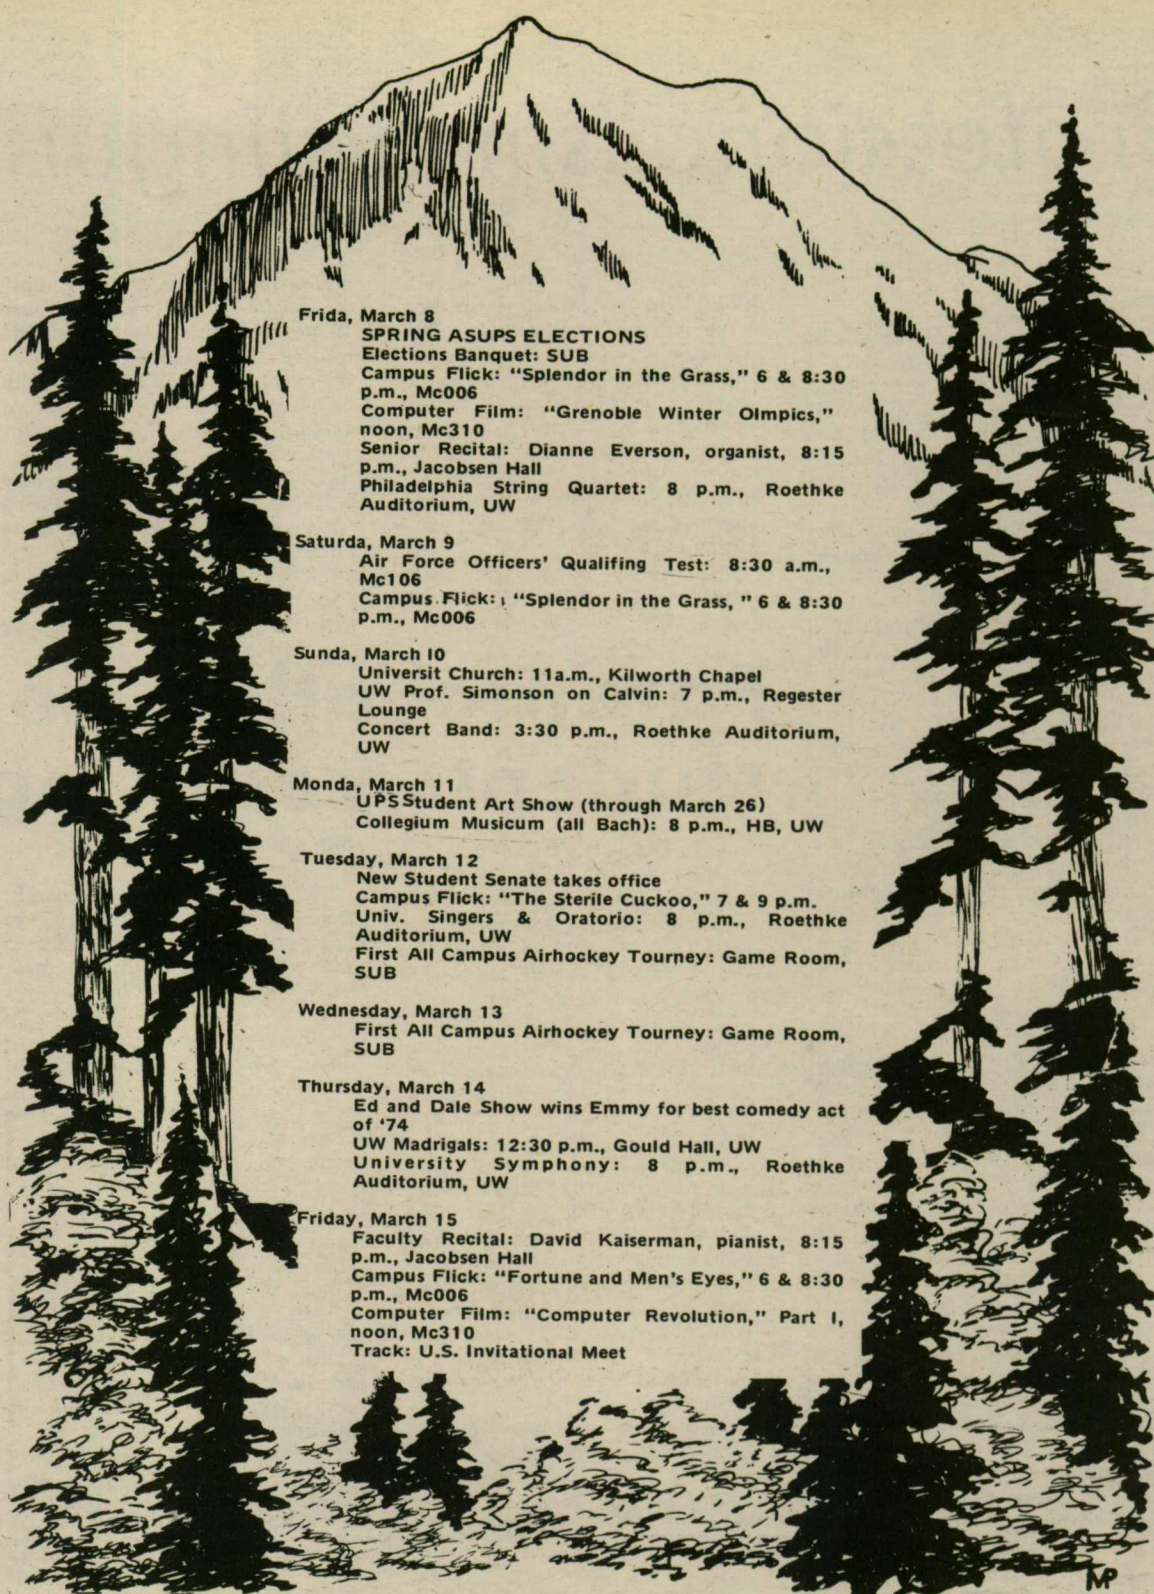 Frida, March 8
SPRING ASUPS ELECTIONS
Elections Banquet: SUB
Campus Flick: “Splendor in the Grass,” 6 & 8:30
p.m., Mc006
Computer Film: “Grenoble Winter Olmpics,”
noon, Mc310
Senior Recital: Dianne Everson, organist, 8:15
p.m., Jacobsen Hall
Philadelphia String Quartet: 8 p.m., Roethke
Auditorium, UW
Saturda, March 9
Air Force Officers' Qualifing Test: 8:30 a.m.,
Mc106
Campus Flick: “Splendor in the Grass, ” 6 & 8:30
p.m., Mc006
Sunda, March 10
Universit Church: 11a.m., Kilworth Chapel
UW Prof. Simonson on Calvin: 7 p.m., Regester
Lounge
Concert Band: 3:30 p.m., Roethke Auditorium,
UW
Monda, March 11
UPS Student Art Show (through March 26)
Collegium Musicum (all Bach): 8 p.m., HB, UW
Tuesday, March 12
New Student Senate takes office
Campus Flick: “The Sterile Cuckoo,” 7 & 9 p.m.
Univ. Singers & Oratorio: 8 p.m., Roethke
Auditorium, UW
First All Campus Airhockey Tourney: Game Room,
SUB
Wednesday, March 13
First All Campus Airhockey Tourney: Game Room,
SUB
Thursday, March 14
Ed and Dale Show wins Emmy for best comedy act
of ‘74
UW Madrigals: 12:30 p.m., Gould Hall, UW
University Symphony: 8 p.m., Roethke
Auditorium, UW
Friday, March 15
Faculty Recital: David Kaiserman, pianist, 8:15
p.m., Jacobsen Hall
Campus Flick: “Fortune and Men's Eyes,” 6 & 8:30
p.m., Mc006
Computer Film: “Computer Revolution,” Part I,
noon, Mc310
Track: U.S. Invitational Meet
MP